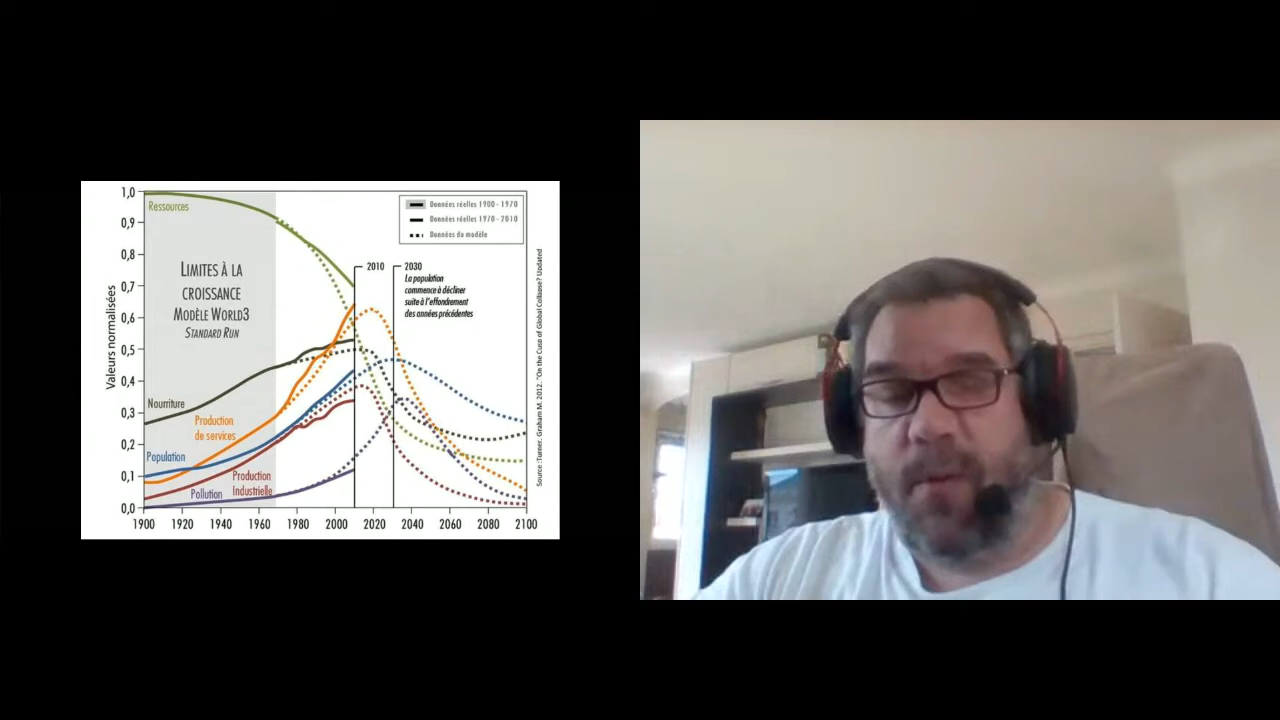 1,0
0,9
0,8
0,7
0,6
0,5
0,4
0,3
0,2
0,1
0,0
Valeurs normalisées
1900 1920 1940 1960 1980 2000 2020 2040 2060 2080 2100
Ressources
LIMITES À LA
CROISSANCE
MODÈLE WORLD3
STANDARD RUN
Nourriture
Production
de services
Population
Production
Industrielle
Pollution
Données réelles 1900 - 1970
Données réelles 1970 - 2010
Données du modèle
2010
2030
La population
commence à décliner
suite à l'effondrement
des années précédentes
Source : Turner, Graham M. 2012. "On the Cusp of Global Collapse? Updated